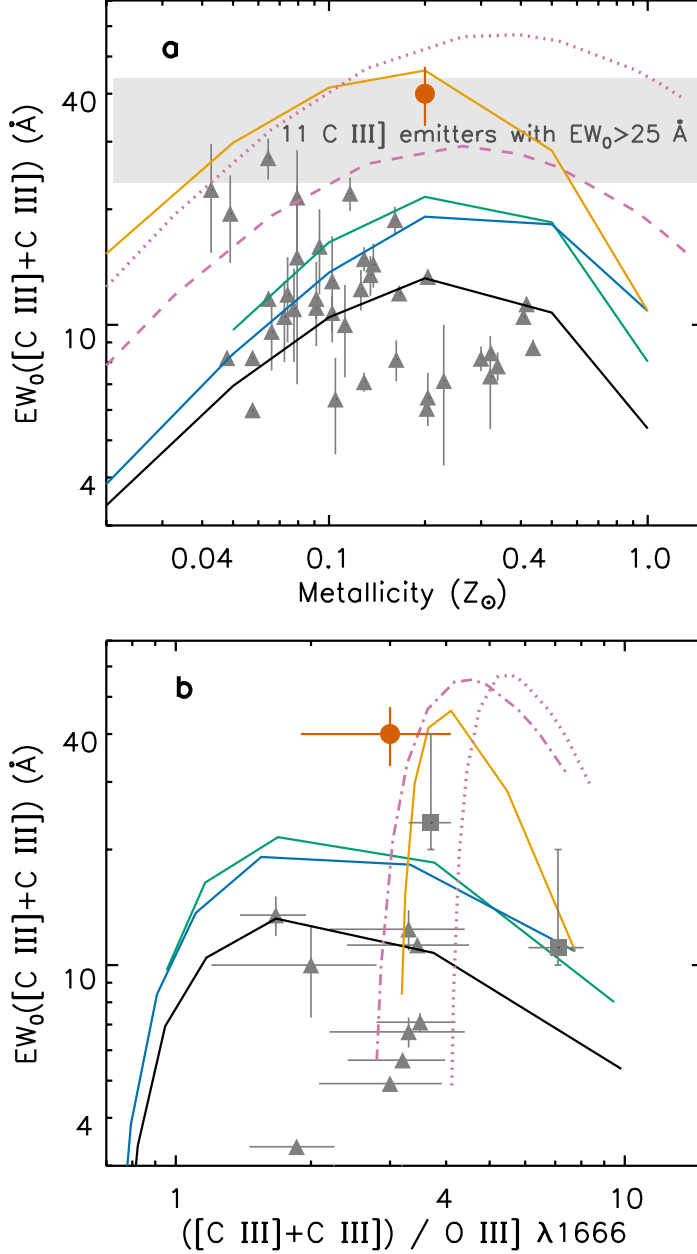 a
40
11 C III] emitters with EW₀>25 Å
10
4
EW₀([C III]+C III]) (Å)
0.04 0.1 0.4 1.0
Metallicity (Z☉)
b
40
10
4
EW₀([C III]+C III]) (Å)
1 4 10
([C III]+C III]) / O III] λ1666